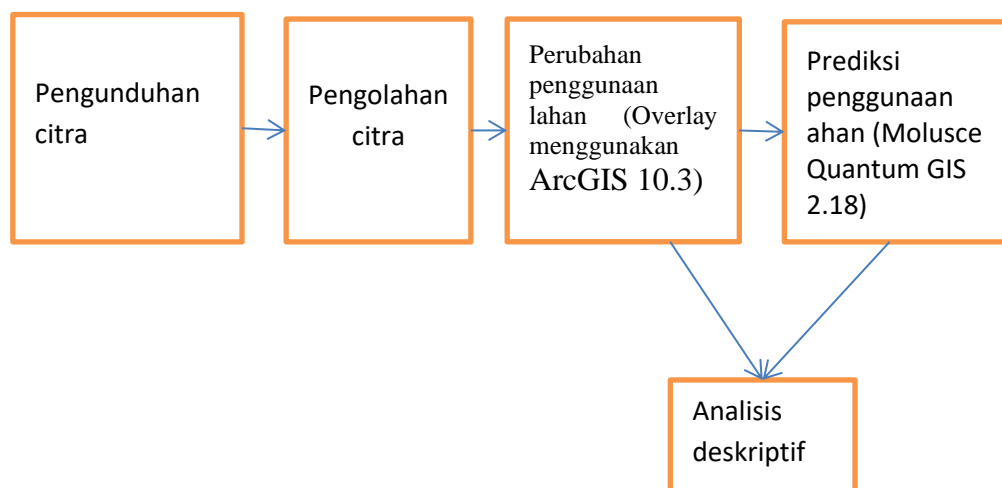 Pengunduhan
citra
Pengolahan
citra
Perubahan
penggunaan
lahan (Overlay
menggunakan
ArcGIS 10.3)
Prediksi
penggunaan
ahan (Molusce
Quantum GIS
2.18)
Analisis
deskriptif